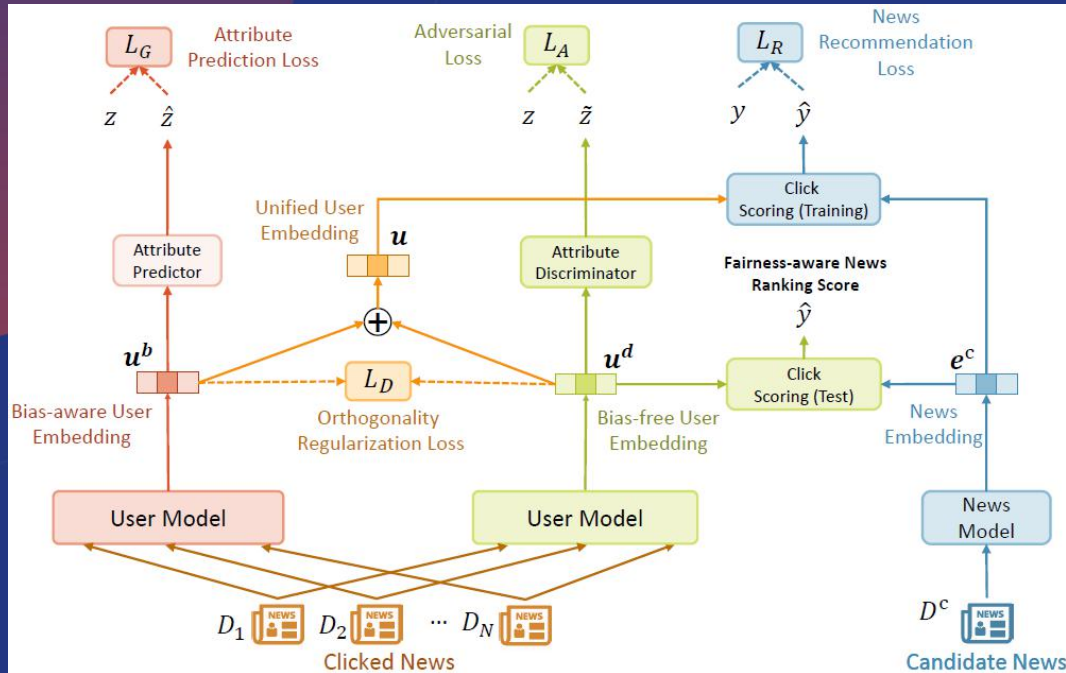 L_G
Attribute
Prediction Loss
z
ẑ
Adversarial
Loss
L_A
z
z̃
L_R
News
Recommendation
Loss
y
ŷ
Click
Scoring (Training)
Unified User
Embedding
u
Attribute
Predictor
Attribute
Discriminator
Fairness-aware News
Ranking Score
ŷ
u^b
Bias-aware User
Embedding
+
L_D
Orthogonality
Regularization Loss
u^d
Bias-free User
Embedding
Click
Scoring (Test)
e^c
News
Embedding
User Model
User Model
News
Model
D_1
NEWS
D_2
NEWS
...
D_N
NEWS
Clicked News
D^c
NEWS
Candidate News